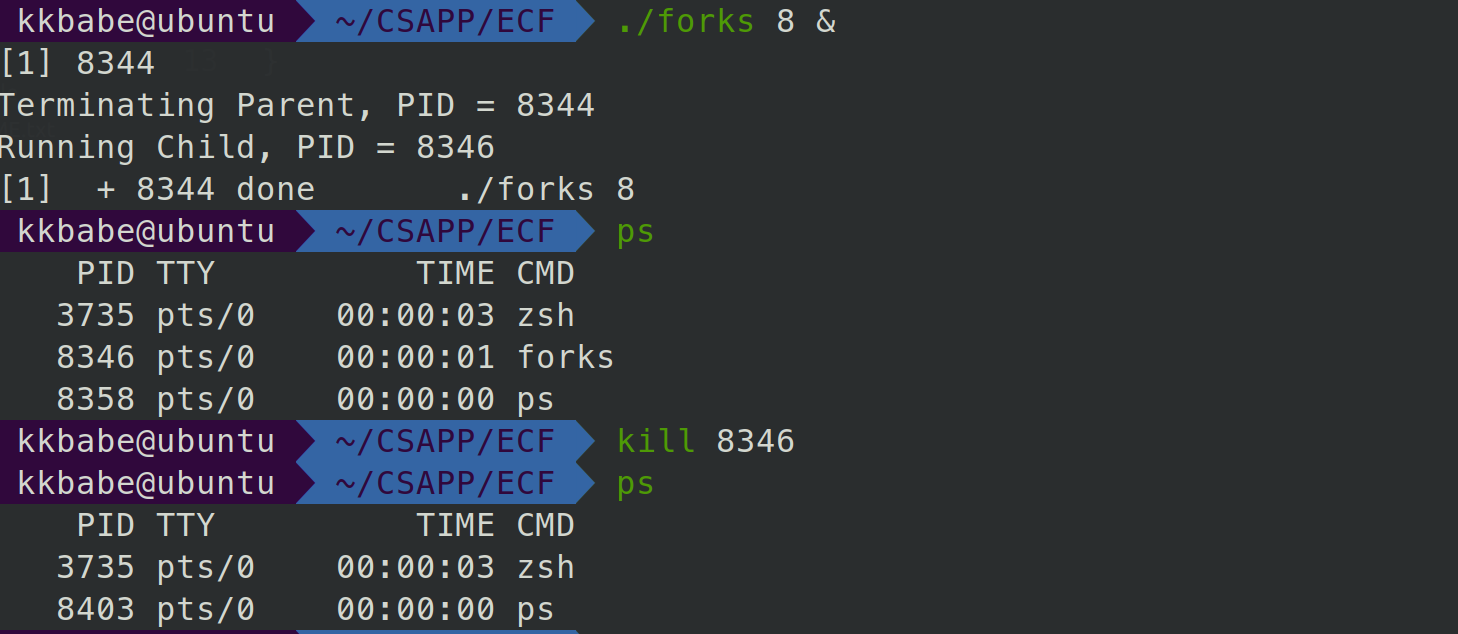 kkbabe@ubuntu ~/CSAPP/ECF ./forks 8 &
[1] 8344
Terminating Parent, PID = 8344
Running Child, PID = 8346
[1]  + 8344 done       ./forks 8
kkbabe@ubuntu ~/CSAPP/ECF ps
    PID TTY          TIME CMD
   3735 pts/0    00:00:03 zsh
   8346 pts/0    00:00:01 forks
   8358 pts/0    00:00:00 ps
kkbabe@ubuntu ~/CSAPP/ECF kill 8346
kkbabe@ubuntu ~/CSAPP/ECF ps
    PID TTY          TIME CMD
   3735 pts/0    00:00:03 zsh
   8403 pts/0    00:00:00 ps